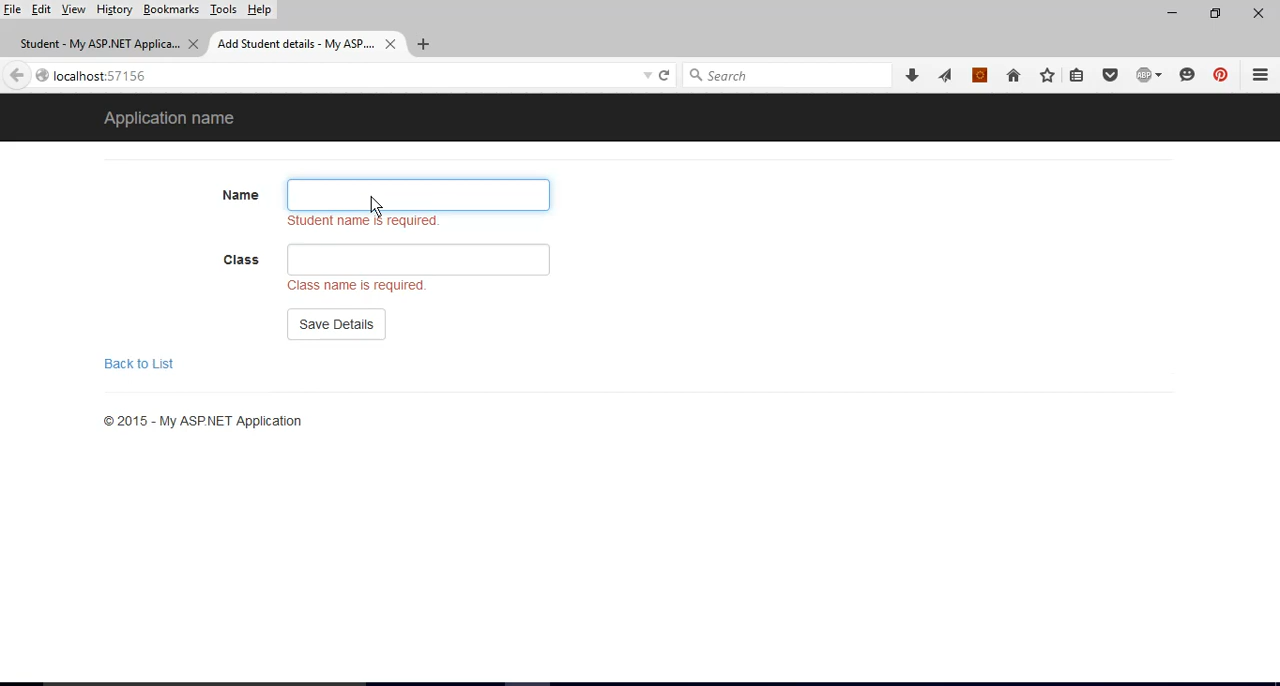 File Edit View History Bookmarks Tools Help
Student - My ASP.NET Applica... Add Student details - My ASP....
localhost:57156 Search ABP
Application name
Name
Student name is required.
Class
Class name is required.
Save Details
Back to List
© 2015 - My ASP.NET Application